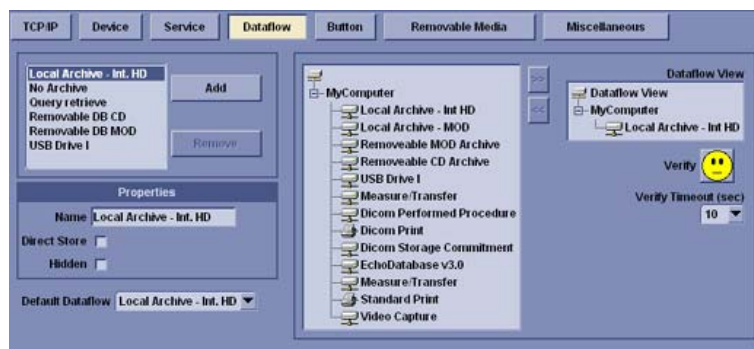 TCP/IP
Device
Service
Dataflow
Button
Removable Media
Miscellaneous
Local Archive - Int. HD
No Archive
Query retrieve
Removable DB CD
Removable DB MOD
USB Drive I
Add
Remove
Properties
Name Local Archive - Int. HD
Direct Store
Hidden
Default Dataflow Local Archive - Int. HD
MyComputer
Local Archive - Int HD
Local Archive - MOD
Removeable MOD Archive
Removeable CD Archive
USB Drive I
Measure/Transfer
Dicom Performed Procedure
Dicom Print
Dicom Storage Commitment
EchoDatabase v3.0
Measure/Transfer
Standard Print
Video Capture
>>
<<
Dataflow View
Dataflow View
MyComputer
Local Archive - Int HD
Verify
Verify Timeout (sec)
10